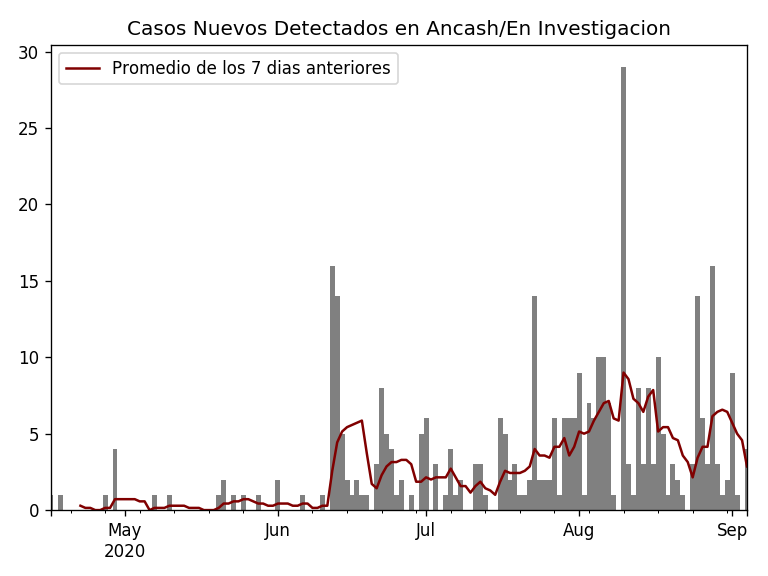 Casos Nuevos Detectados en Ancash/En Investigacion
Promedio de los 7 dias anteriores
30
25
20
15
10
5
0
May
2020
Jun
Jul
Aug
Sep